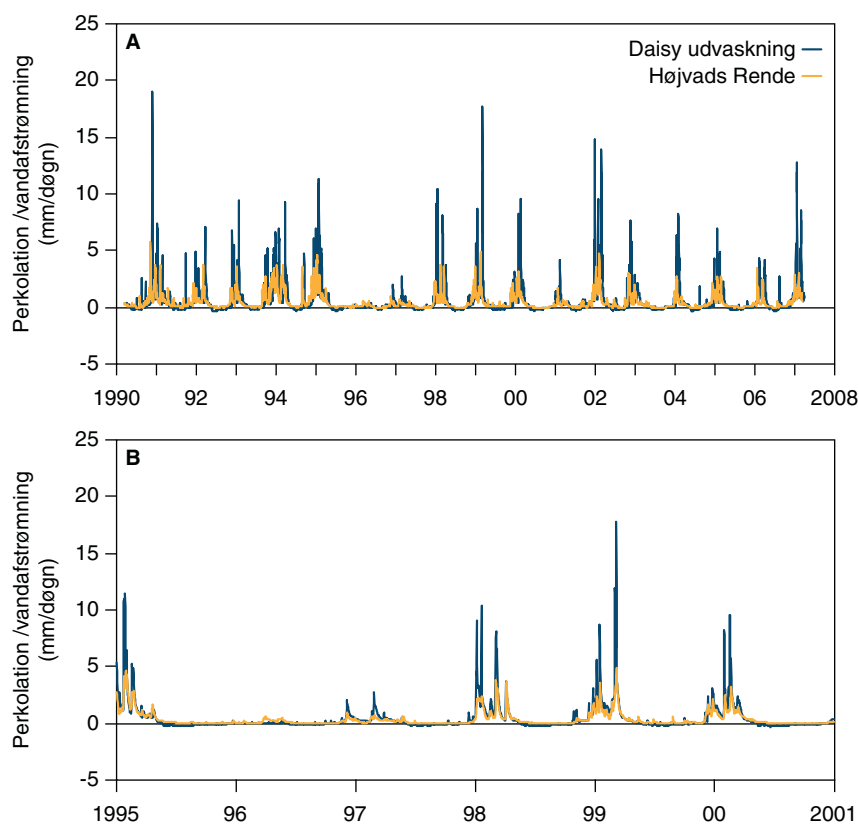 A
Daisy udvaskning
Højvads Rende
Perkolation /vandafstrømning
(mm/døgn)
25
20
15
10
5
0
-5
1990 92 94 96 98 00 02 04 06 2008
B
Perkolation /vandafstrømning
(mm/døgn)
25
20
15
10
5
0
-5
1995 96 97 98 99 00 2001